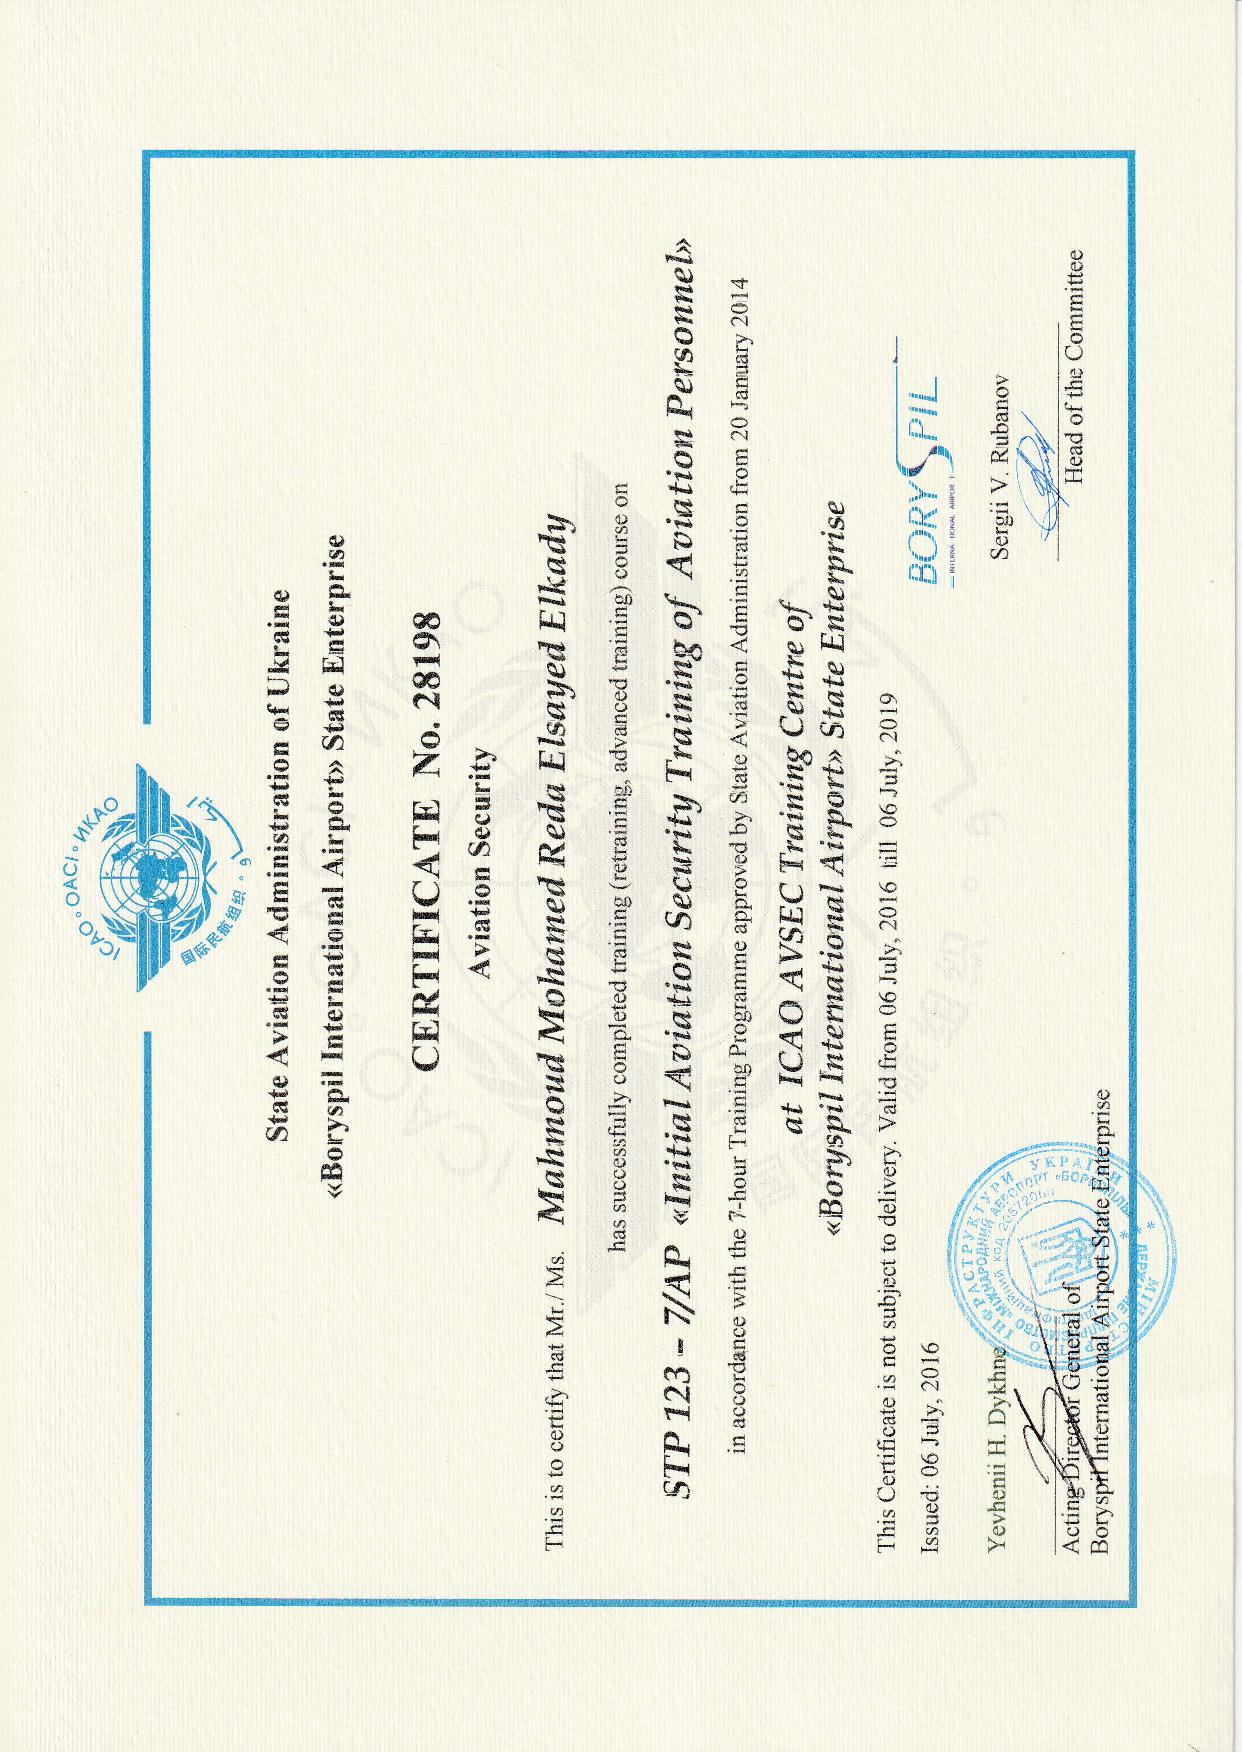 ICAO ° OACI ° ИКАО
国际民航组织
State Aviation Administration of Ukraine
«Boryspil International Airport» State Enterprise
CERTIFICATE No. 28198
Aviation Security
This is to certify that Mr./ Ms. Mahmoud Mohamed Reda Elsayed Elkady
has successfully completed training (retraining, advanced training) course on
STP 123 – 7/AP «Initial Aviation Security Training of Aviation Personnel»
in accordance with the 7-hour Training Programme approved by State Aviation Administration from 20 January 2014
at ICAO AVSEC Training Centre of
«Boryspil International Airport» State Enterprise
This Certificate is not subject to delivery. Valid from 06 July, 2016 till 06 July, 2019
Issued: 06 July, 2016
BORYSPIL
INTERNATIONAL AIRPORT
Yevhenii H. Dykhne
Acting Director General of
Boryspil International Airport State Enterprise
Sergii V. Rubanov
Head of the Committee
МІНІСТЕРСТВО ІНФРАСТРУКТУРИ УКРАЇНИ